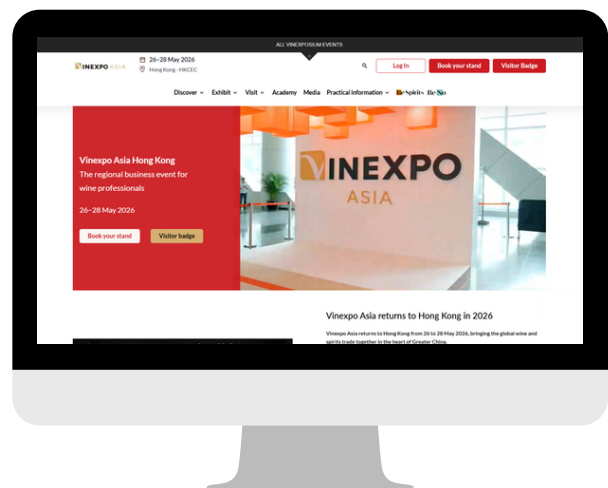 ALL VINEXPOSIUM EVENTS
VINEXPO ASIA
26–28 May 2026
Hong Kong - HKCEC
Log In
Book your stand
Visitor Badge
Discover
Exhibit
Visit
Academy
Media
Practical information
Be Spirits
Be No
Vinexpo Asia Hong Kong
The regional business event for
wine professionals
26–28 May 2026
Book your stand
Visitor badge
VINEXPO
ASIA
Vinexpo Asia returns to Hong Kong in 2026
Vinexpo Asia returns to Hong Kong from 26 to 28 May 2026, bringing the global wine and
spirits trade together in the heart of Greater China.